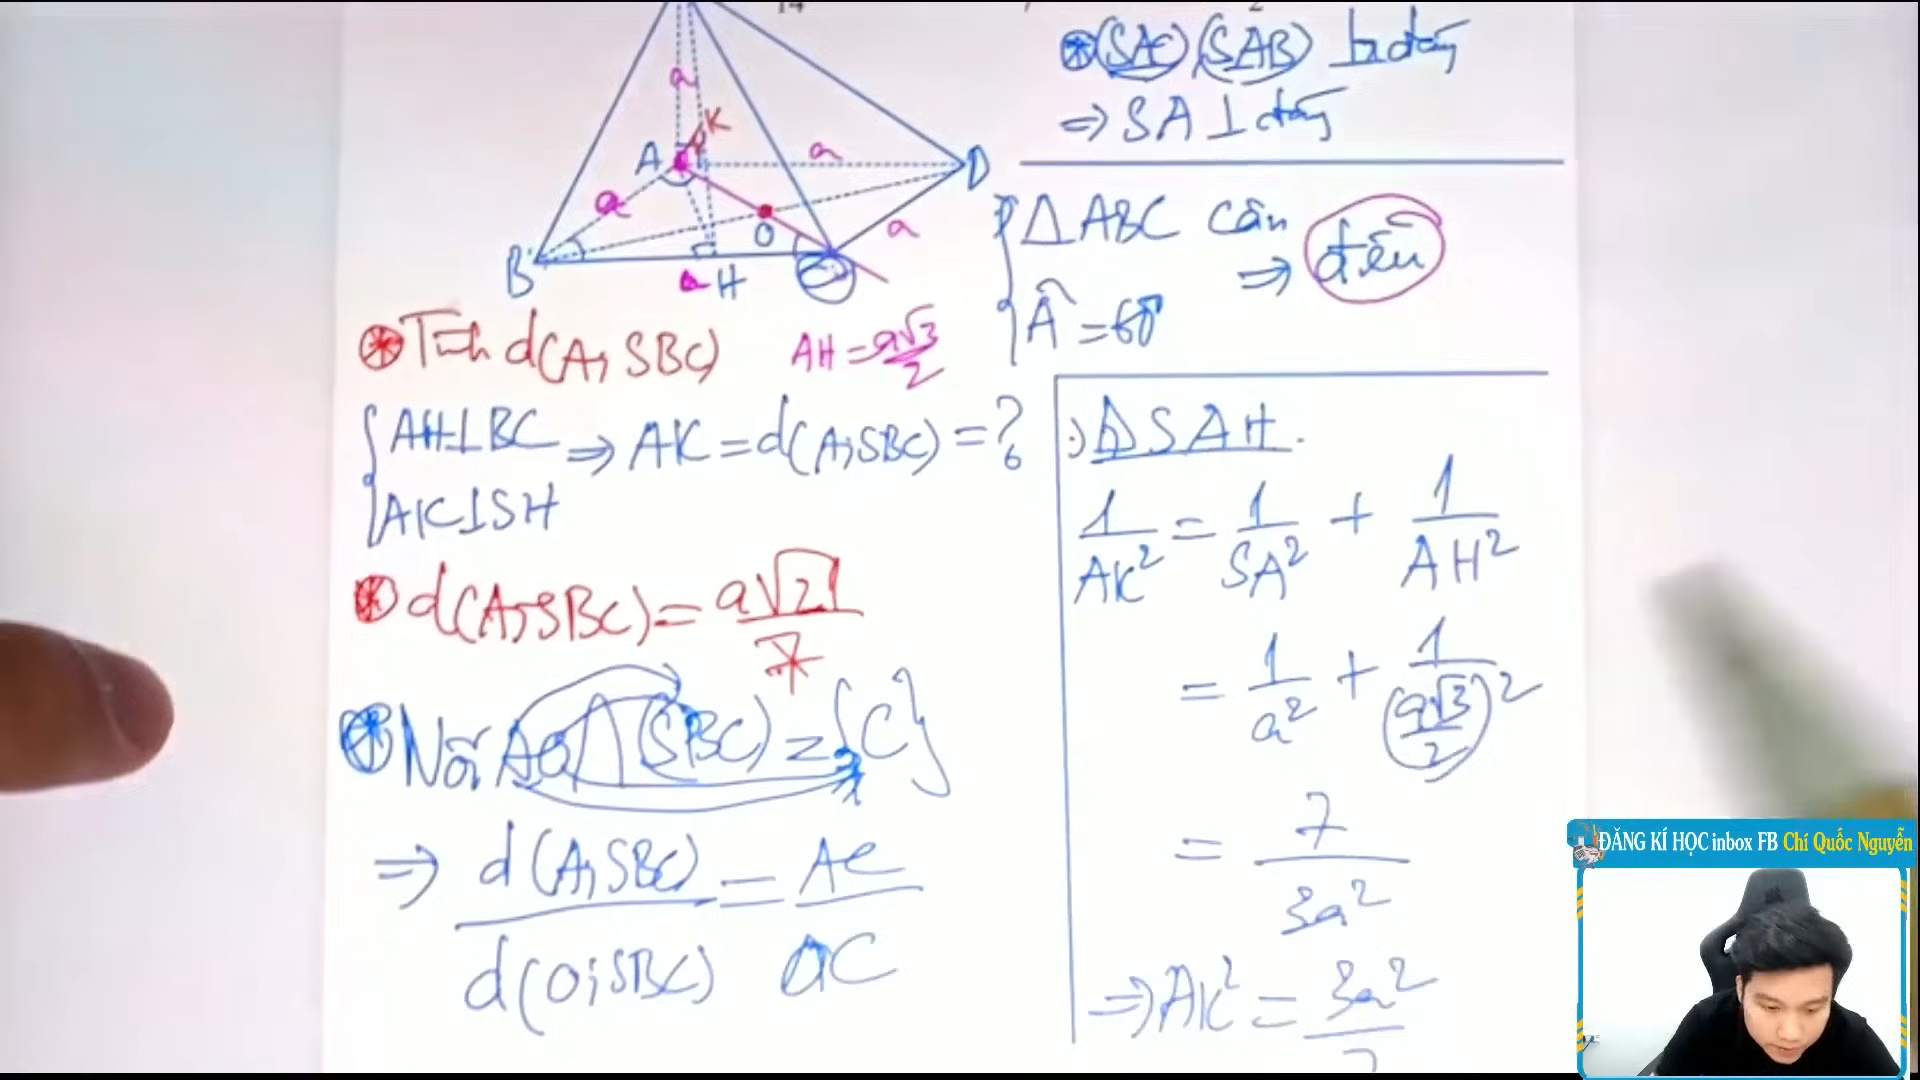 14
⊛(SAC)(SAB) ⊥ đáy
⇒ SA ⊥ đáy
a
K
A
a
D
a
a
O
B
a H
C
ΔABC cân
⇒ đều
Â = 60°
⊛ Tính d(A, SBC)
AH = a√3/2
{ AH⊥BC
AK⊥SH
⇒ AK = d(A;SBC) = ?
⊛ d(A;SBC) = a√21/7
⊛ Nối AO ∩ (SBC) = {C}
⇒ d(A, SBC)/d(O; SBC) = AC/OC
ΔSAH.
1/AK² = 1/SA² + 1/AH²
= 1/a² + 1/(a√3/2)²
= 7/3a²
⇒ AK² = 3a²/7
ĐĂNG KÍ HỌC inbox FB Chí Quốc Nguyễn